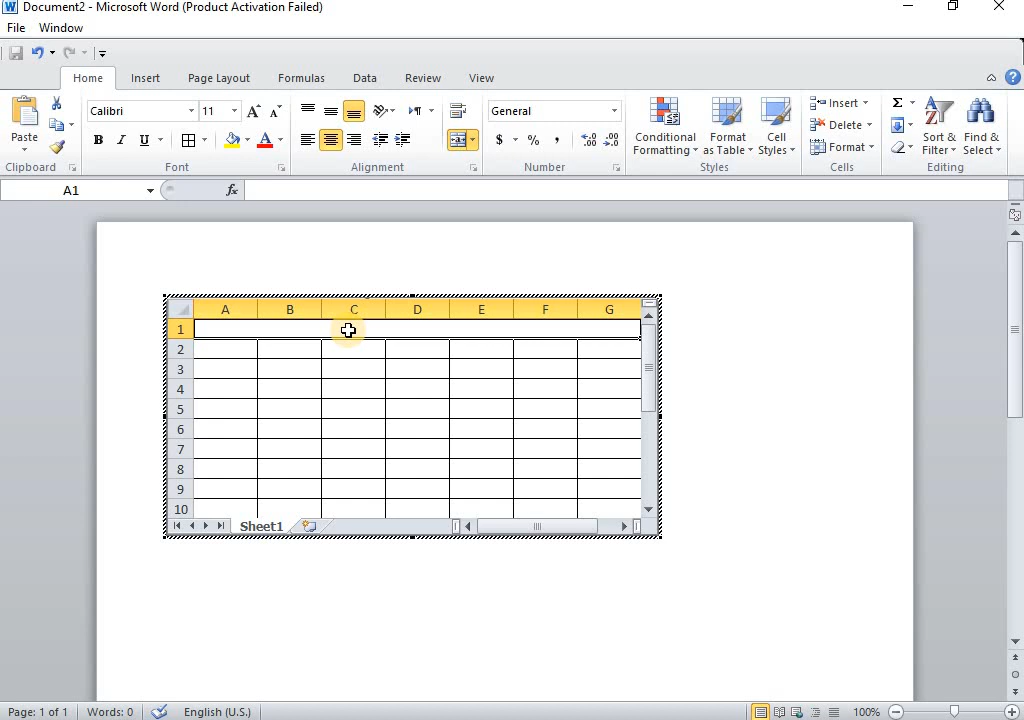 Document2 - Microsoft Word (Product Activation Failed)
File Window
Home Insert Page Layout Formulas Data Review View
Paste
Calibri 11
B I U A
General
$ % ,
Conditional Formatting
Format as Table
Cell Styles
Insert
Delete
Format
Σ
Sort & Filter
Find & Select
Clipboard Font Alignment Number Styles Cells Editing
A1 fx
A B C D E F G
1
2
3
4
5
6
7
8
9
10
Sheet1
Page: 1 of 1 Words: 0 English (U.S.) 100%